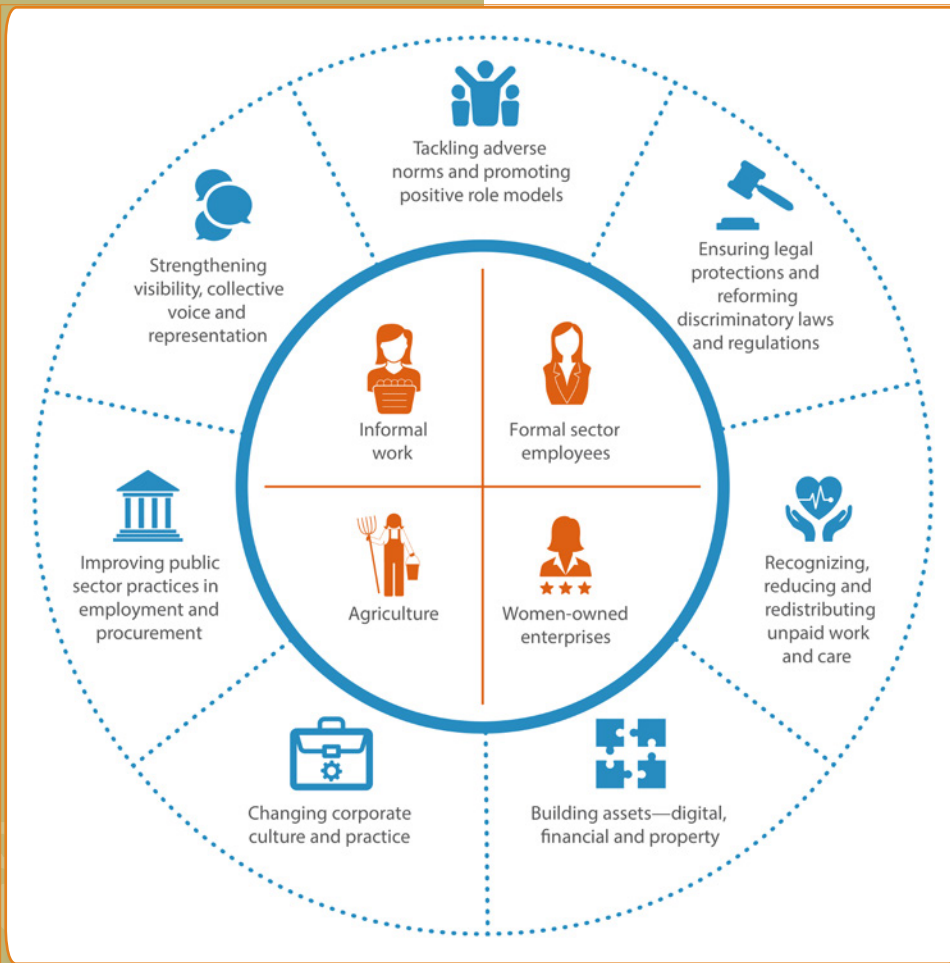 Tackling adverse
norms and promoting
positive role models
Ensuring legal
protections and
reforming
discriminatory laws
and regulations
Recognizing,
reducing and
redistributing
unpaid work
and care
Building assets—digital,
financial and property
Changing corporate
culture and practice
Improving public
sector practices in
employment and
procurement
Strengthening
visibility, collective
voice and
representation
Informal
work
Formal sector
employees
Agriculture
Women-owned
enterprises